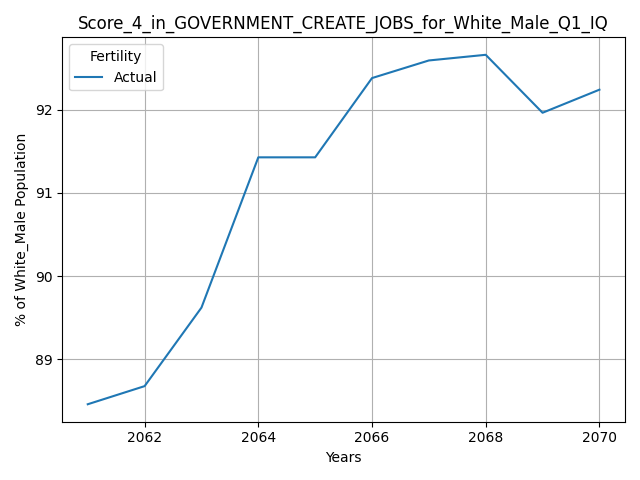 Score_4_in_GOVERNMENT_CREATE_JOBS_for_White_Male_Q1_IQ
Fertility
Actual
% of White_Male Population
92
91
90
89
2062 2064 2066 2068 2070
Years